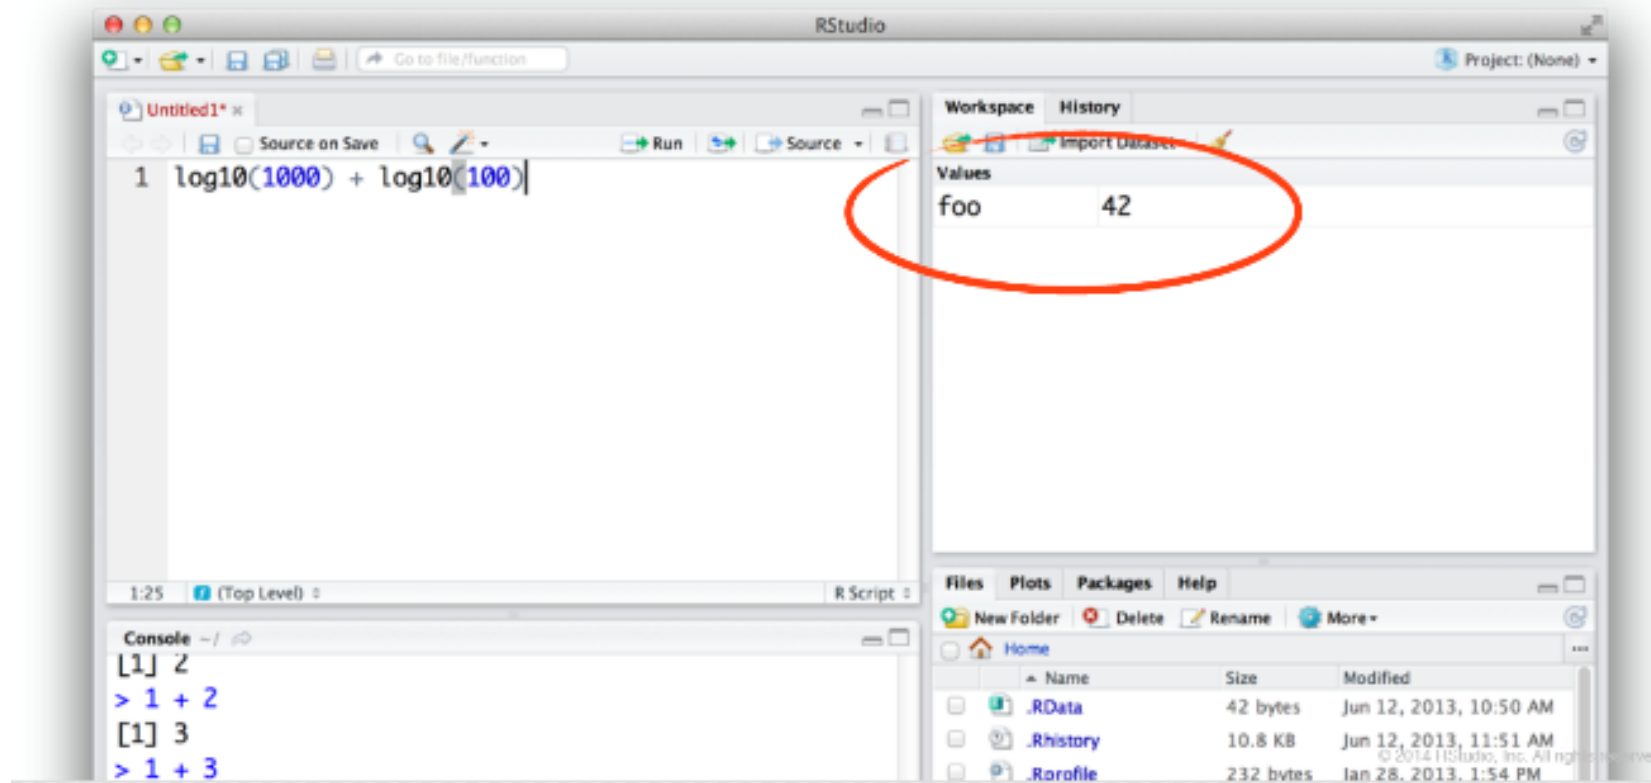 RStudio
Go to file/function
Project: (None)
Untitled1*
Source on Save
Run
Source
1 log10(1000) + log10(100)
1:25 (Top Level)
R Script
Console ~/
[1] 2
> 1 + 2
[1] 3
> 1 + 3
Workspace History
Import Dataset
Values
foo 42
Files Plots Packages Help
New Folder Delete Rename More
Home
...
Name Size Modified
.RData 42 bytes Jun 12, 2013, 10:50 AM
.Rhistory 10.8 KB Jun 12, 2013, 11:51 AM
.Rprofile 232 bytes Jan 28, 2013, 1:54 PM
© 2014 RStudio, Inc. All